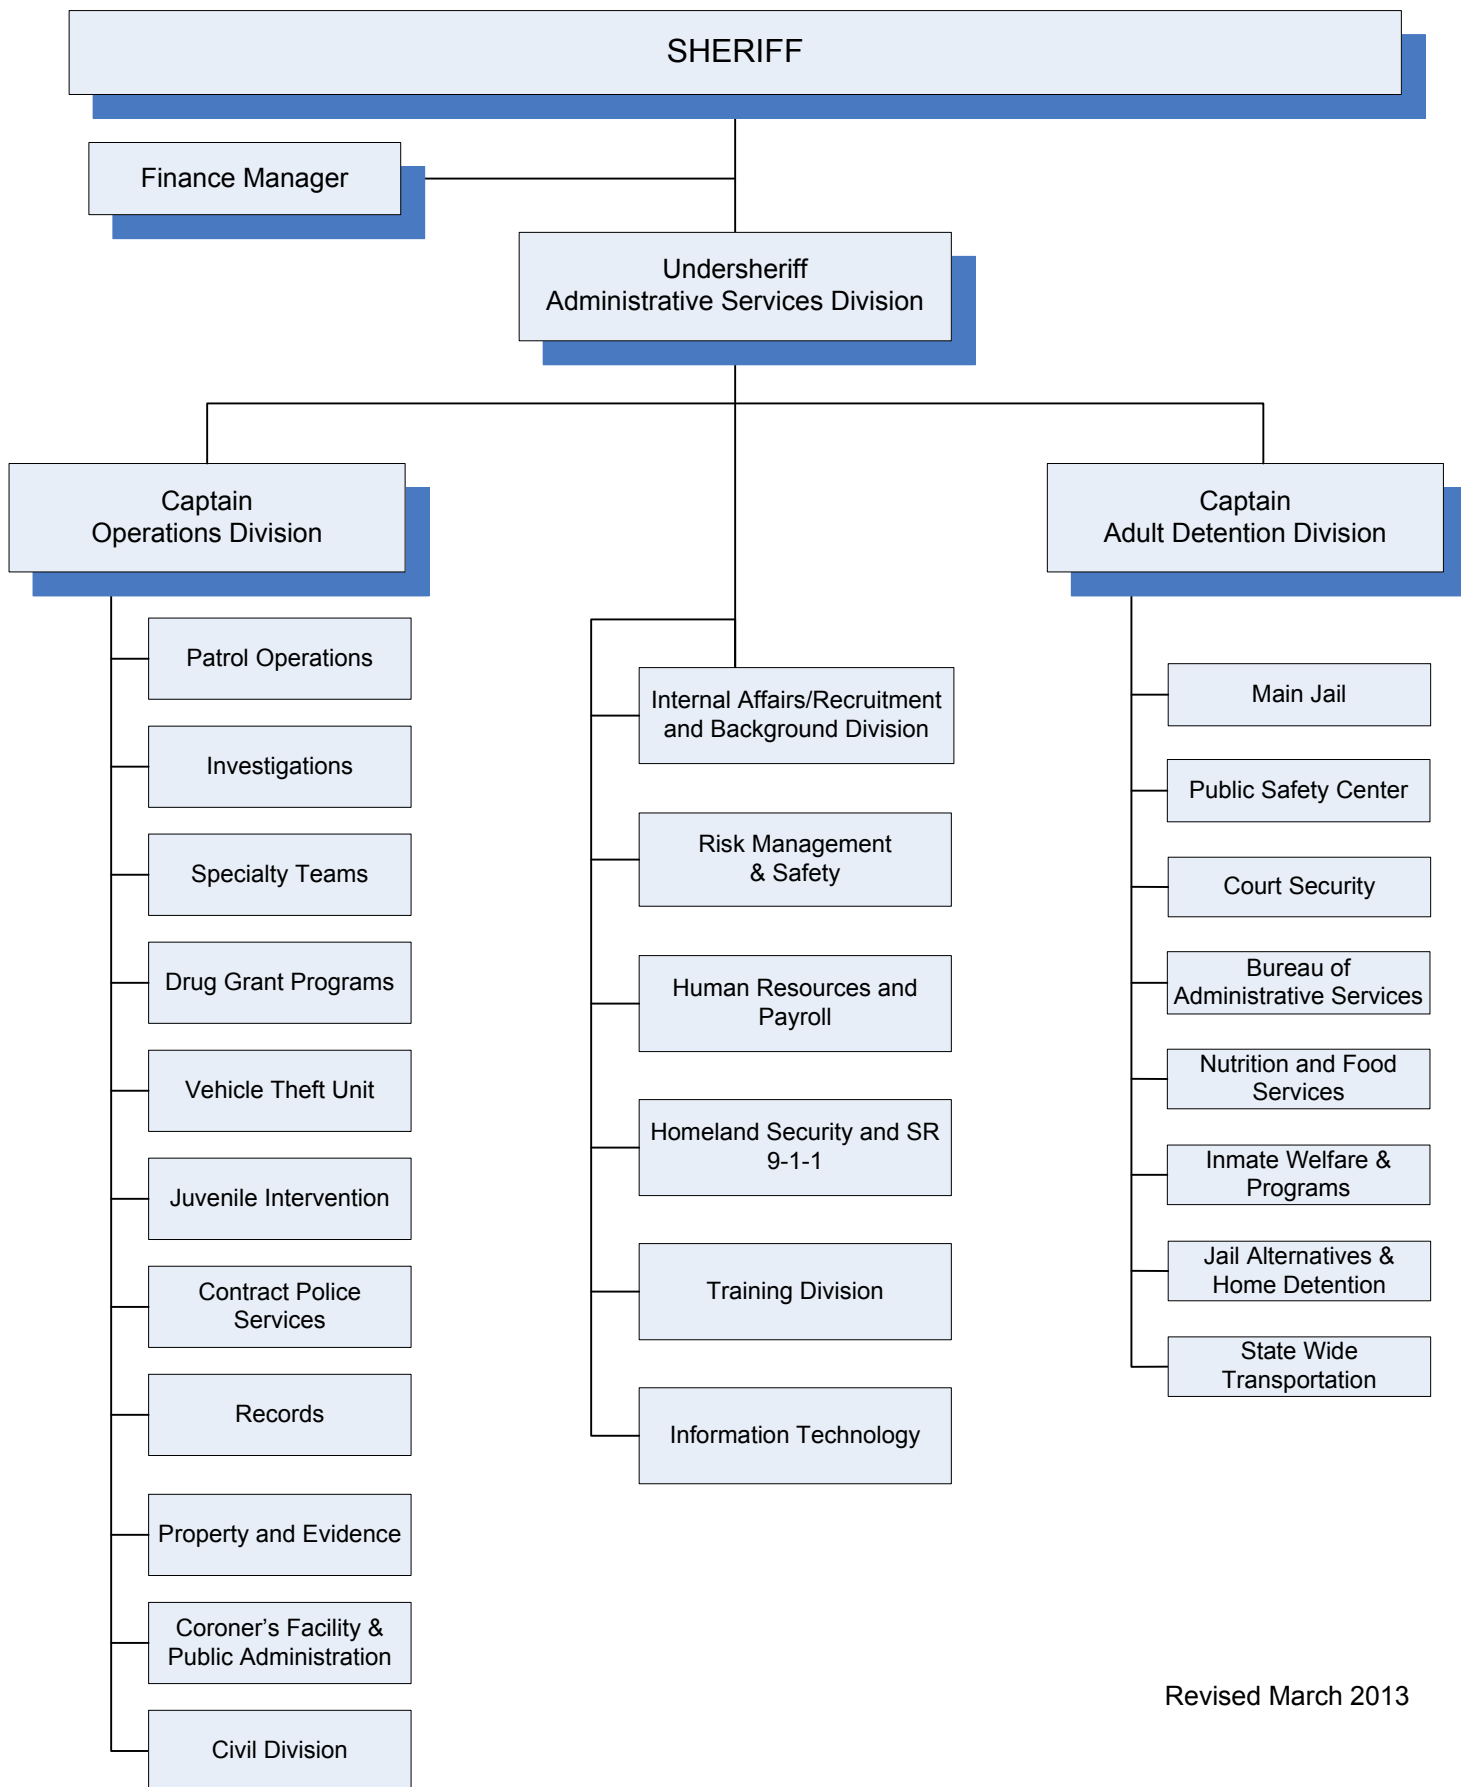 SHERIFF
Finance Manager
Undersheriff
Administrative Services Division
Captain
Operations Division
Patrol Operations
Investigations
Specialty Teams
Drug Grant Programs
Vehicle Theft Unit
Juvenile Intervention
Contract Police
Services
Records
Property and Evidence
Coroner’s Facility &
Public Administration
Civil Division
Internal Affairs/Recruitment
and Background Division
Risk Management
& Safety
Human Resources and
Payroll
Homeland Security and SR
9-1-1
Training Division
Information Technology
Captain
Adult Detention Division
Main Jail
Public Safety Center
Court Security
Bureau of
Administrative Services
Nutrition and Food
Services
Inmate Welfare &
Programs
Jail Alternatives &
Home Detention
State Wide
Transportation
Revised March 2013